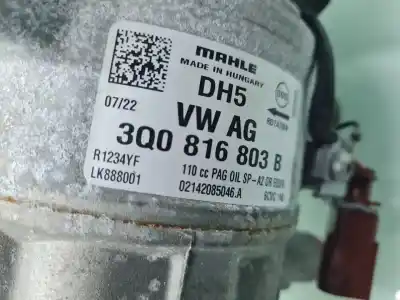 MAHLE
MADE IN HUNGARY
DH5
07/22
VW AG
ROTATION
3Q0 816 803 B
R1234YF
110 cc PAG OIL SP-A2 OR
LK888001
02142085046.A